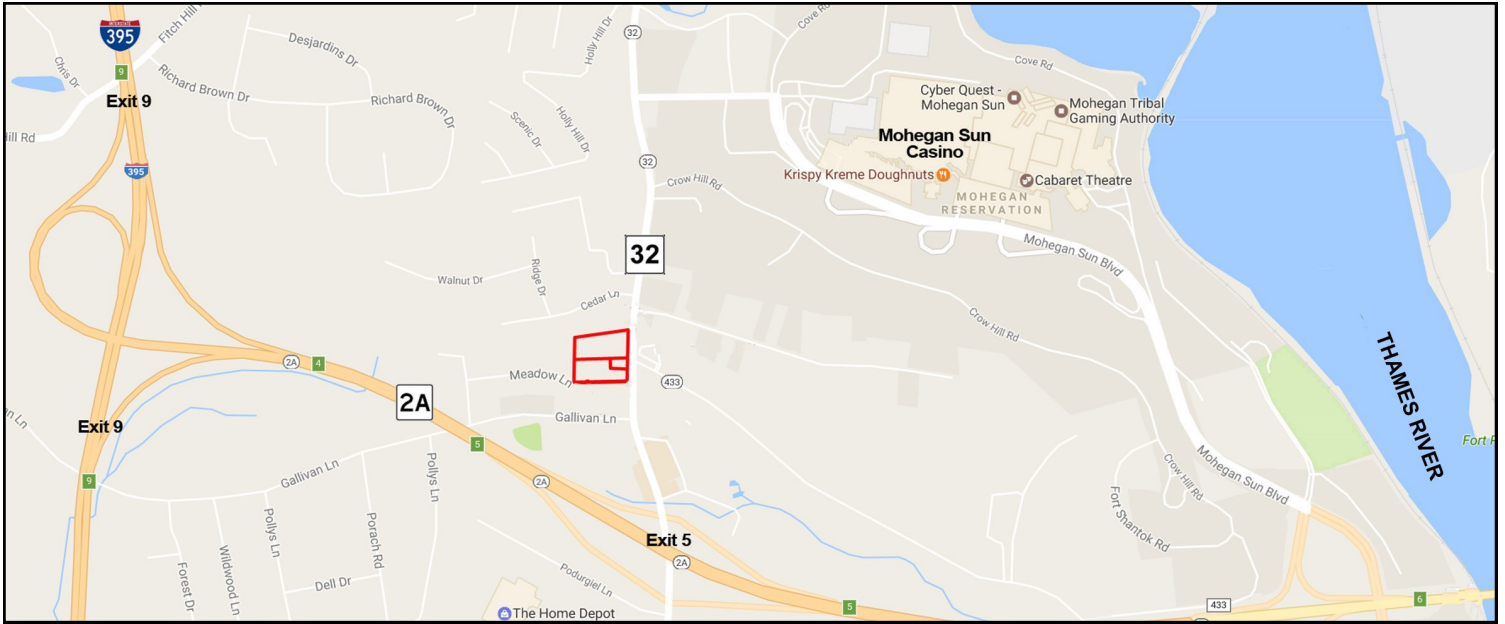 INTERSTATE
395
Fitch Hill
Holly Hill Dr
32
Cove Rd
Desjardins Dr
Chris Dr
9
Exit 9
Richard Brown Dr
Richard Brown Dr
Cove Rd
Cyber Quest -
Mohegan Sun
Mohegan Tribal
Gaming Authority
ill Rd
Scenic Dr
Holly Hill Dr
Mohegan Sun
Casino
395
32
Crow Hill Rd
Krispy Kreme Doughnuts
Cabaret Theatre
MOHEGAN
RESERVATION
32
Mohegan Sun Blvd
Walnut Dr
Ridge Dr
Cedar Ln
Crow Hill Rd
2A
4
Meadow Ln
433
THAMES RIVER
2A
Gallivan Ln
n Ln
Exit 9
5
Fort
Gallivan Ln
Pollys Ln
9
2A
Mohegan Sun Blvd
Crow Hill Rd
Fort Shantok Rd
Pollys Ln
Porach Rd
Wildwood Ln
Forest Dr
Dell Dr
Exit 5
2A
Podurgiel Ln
The Home Depot
5
433
6